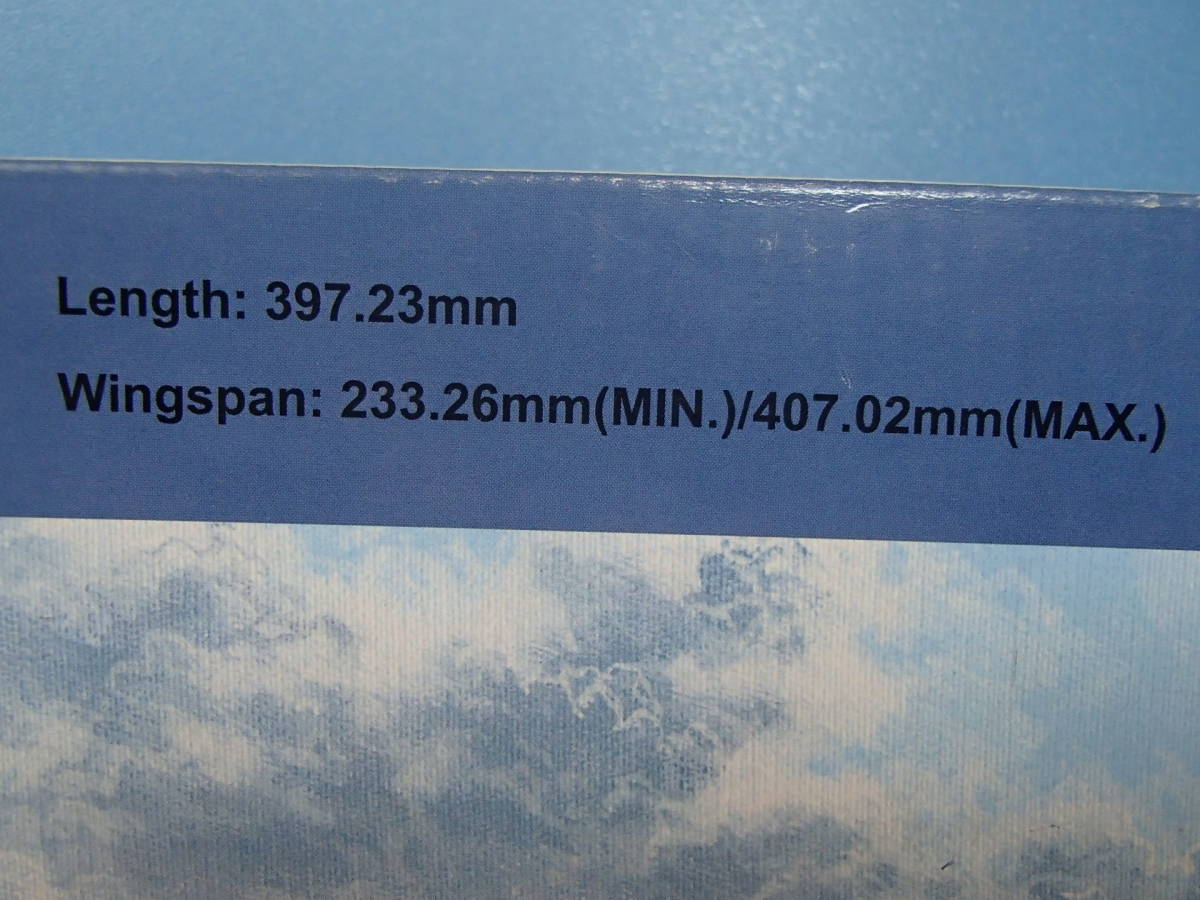 Length: 397.23mm
Wingspan: 233.26mm(MIN.)/407.02mm(MAX.)